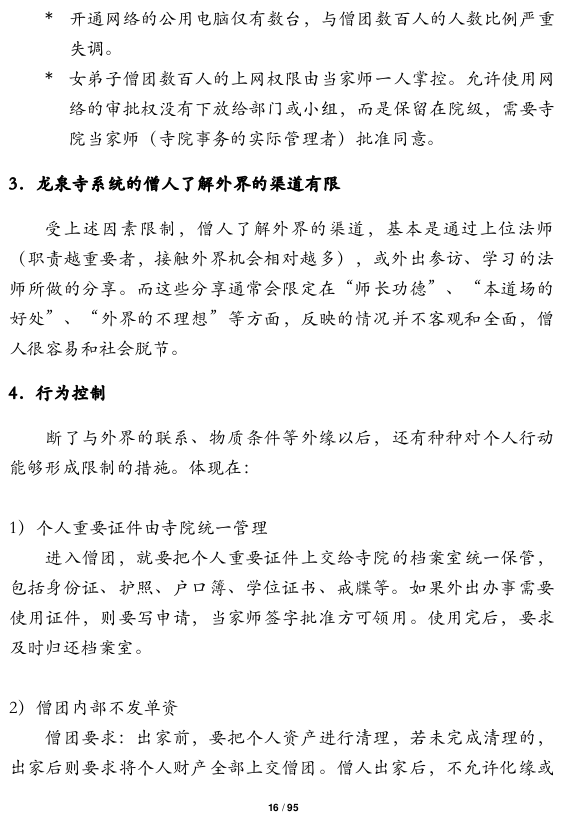 * 开通网络的公用电脑仅有数台，与僧团数百人的人数比例严重
失调。
* 女弟子僧团数百人的上网权限由当家师一人掌控。允许使用网
络的审批权没有下放给部门或小组，而是保留在院级，需要寺
院当家师（寺院事务的实际管理者）批准同意。
3．龙泉寺系统的僧人了解外界的渠道有限
受上述因素限制，僧人了解外界的渠道，基本是通过上位法师
（职责越重要者，接触外界机会相对越多），或外出参访、学习的法
师所做的分享。而这些分享通常会限定在“师长功德”、“本道场的
好处”、“外界的不理想”等方面，反映的情况并不客观和全面，僧
人很容易和社会脱节。
4．行为控制
断了与外界的联系、物质条件等外缘以后，还有种种对个人行动
能够形成限制的措施。体现在：
1）个人重要证件由寺院统一管理
进入僧团，就要把个人重要证件上交给寺院的档案室统一保管，
包括身份证、护照、户口簿、学位证书、戒牒等。如果外出办事需要
使用证件，则要写申请，当家师签字批准方可领用。使用完后，要求
及时归还档案室。
2）僧团内部不发单资
僧团要求：出家前，要把个人资产进行清理，若未完成清理的，
出家后则要求将个人财产全部上交僧团。僧人出家后，不允许化缘或
16 / 95